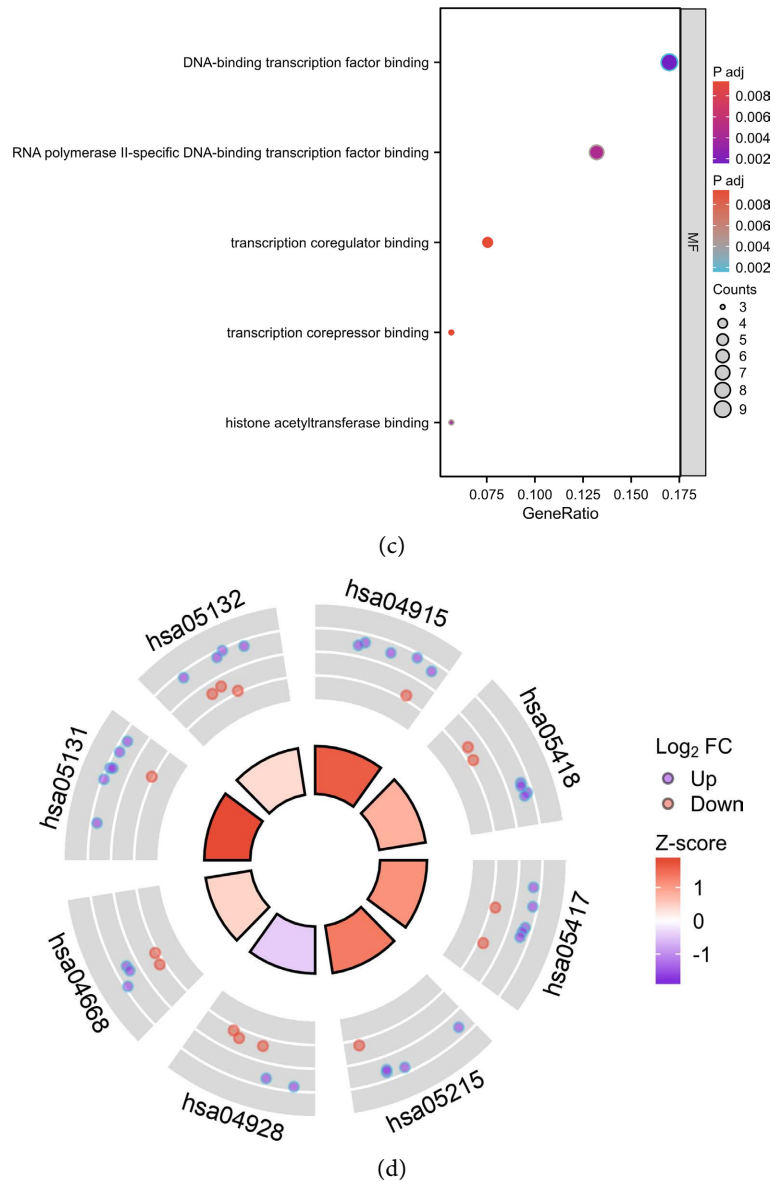 DNA-binding transcription factor binding
RNA polymerase II-specific DNA-binding transcription factor binding
transcription coregulator binding
transcription corepressor binding
histone acetyltransferase binding
0.075 0.100 0.125 0.150 0.175
GeneRatio
MF
P adj
0.008
0.006
0.004
0.002
P adj
0.008
0.006
0.004
0.002
Counts
3
4
5
6
7
8
9
(c)
hsa05132
hsa04915
hsa05131
hsa05418
hsa04668
hsa05417
hsa04928
hsa05215
Log₂ FC
Up
Down
Z-score
1
0
-1
(d)